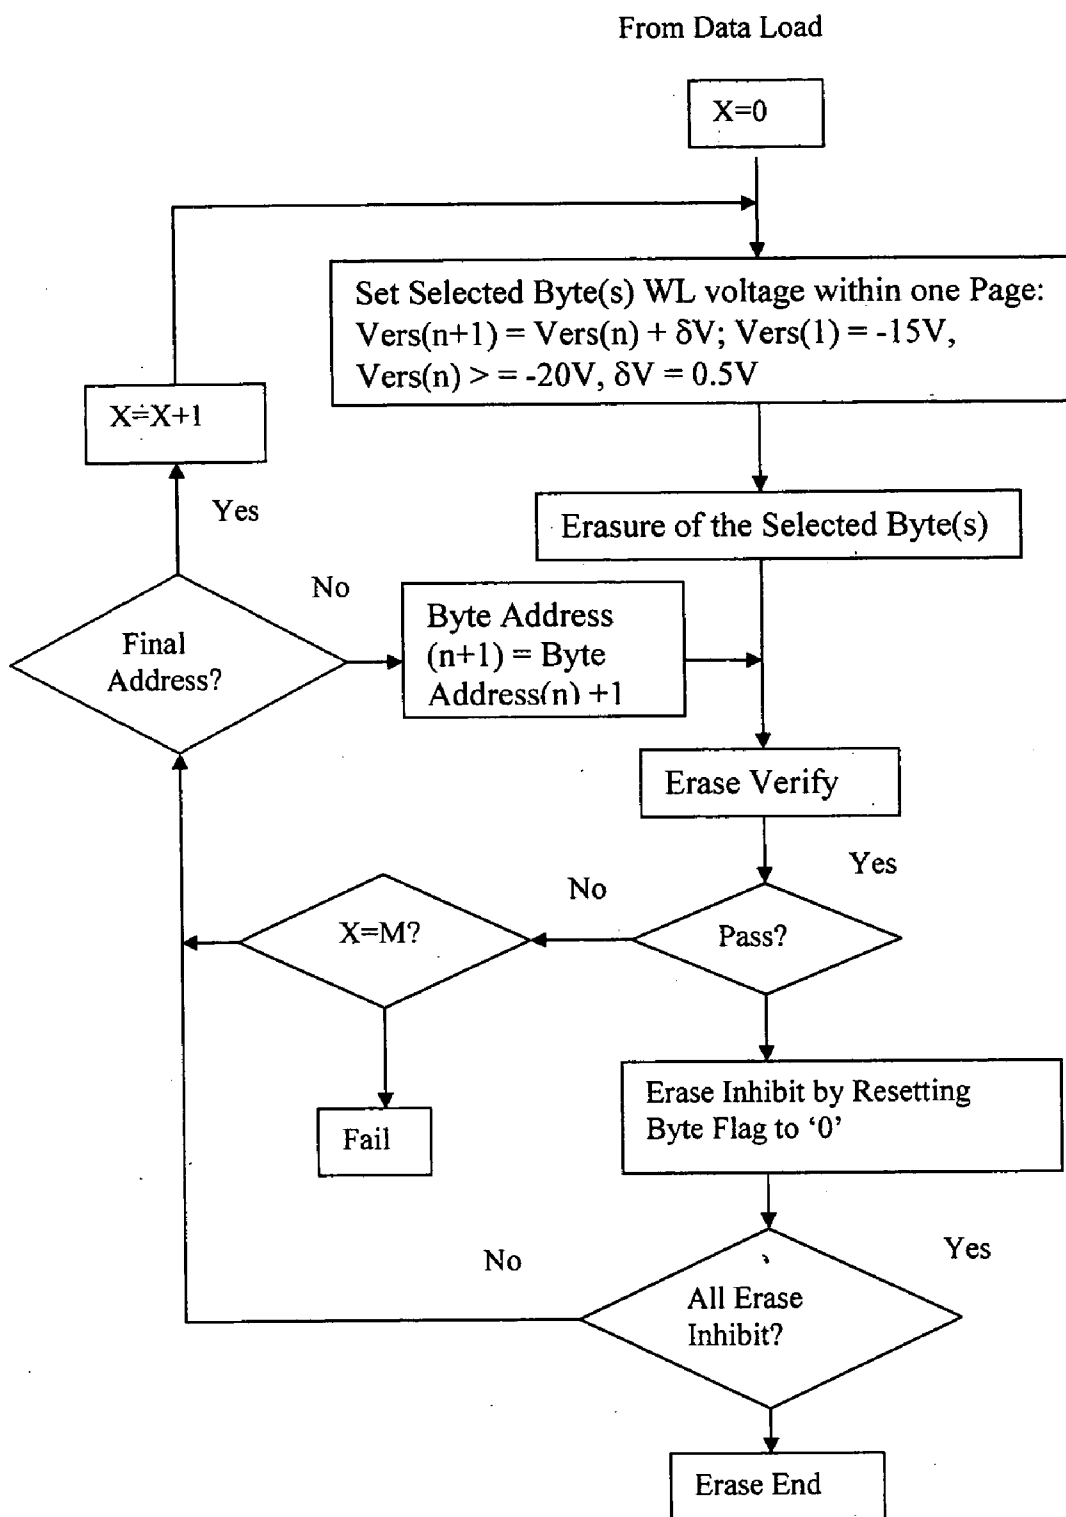 From Data Load
X=0
Set Selected Byte(s) WL voltage within one Page:
Vers(n+1) = Vers(n) + δV; Vers(1) = -15V,
Vers(n) > = -20V, δV = 0.5V
X=X+1
Yes
Erasure of the Selected Byte(s)
No
Byte Address
(n+1) = Byte
Address(n) +1
Final
Address?
Erase Verify
Yes
No
X=M?
Pass?
Erase Inhibit by Resetting
Byte Flag to ‘0’
Fail
No
Yes
All Erase
Inhibit?
Erase End